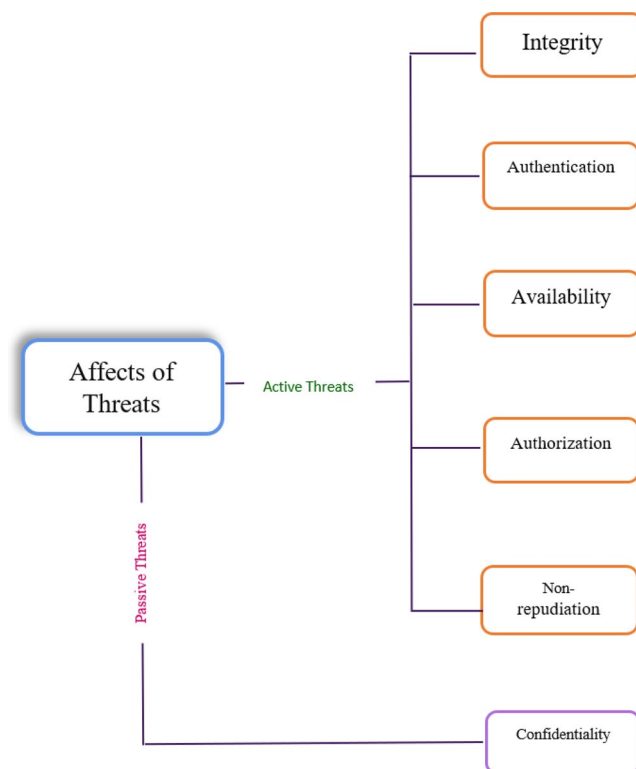 Integrity
Authentication
Availability
Affects of
Threats
Active Threats
Authorization
Passive Threats
Non-
repudiation
Confidentiality